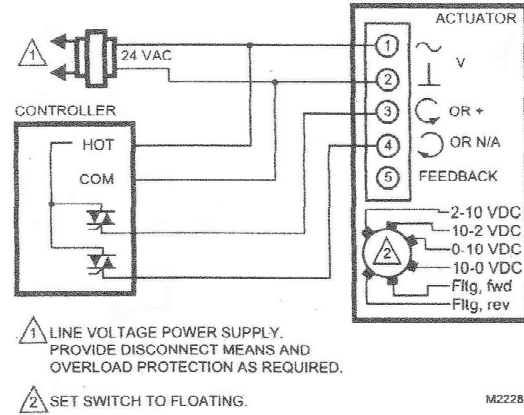 ACTUATOR
1
24 VAC
1
V
2
CONTROLLER
3
OR +
HOT
4
OR N/A
COM
5
FEEDBACK
2-10 VDC
10-2 VDC
2
0-10 VDC
10-0 VDC
Fltg, fwd
Fltg, rev
1 LINE VOLTAGE POWER SUPPLY.
PROVIDE DISCONNECT MEANS AND
OVERLOAD PROTECTION AS REQUIRED.
2 SET SWITCH TO FLOATING.
M2228